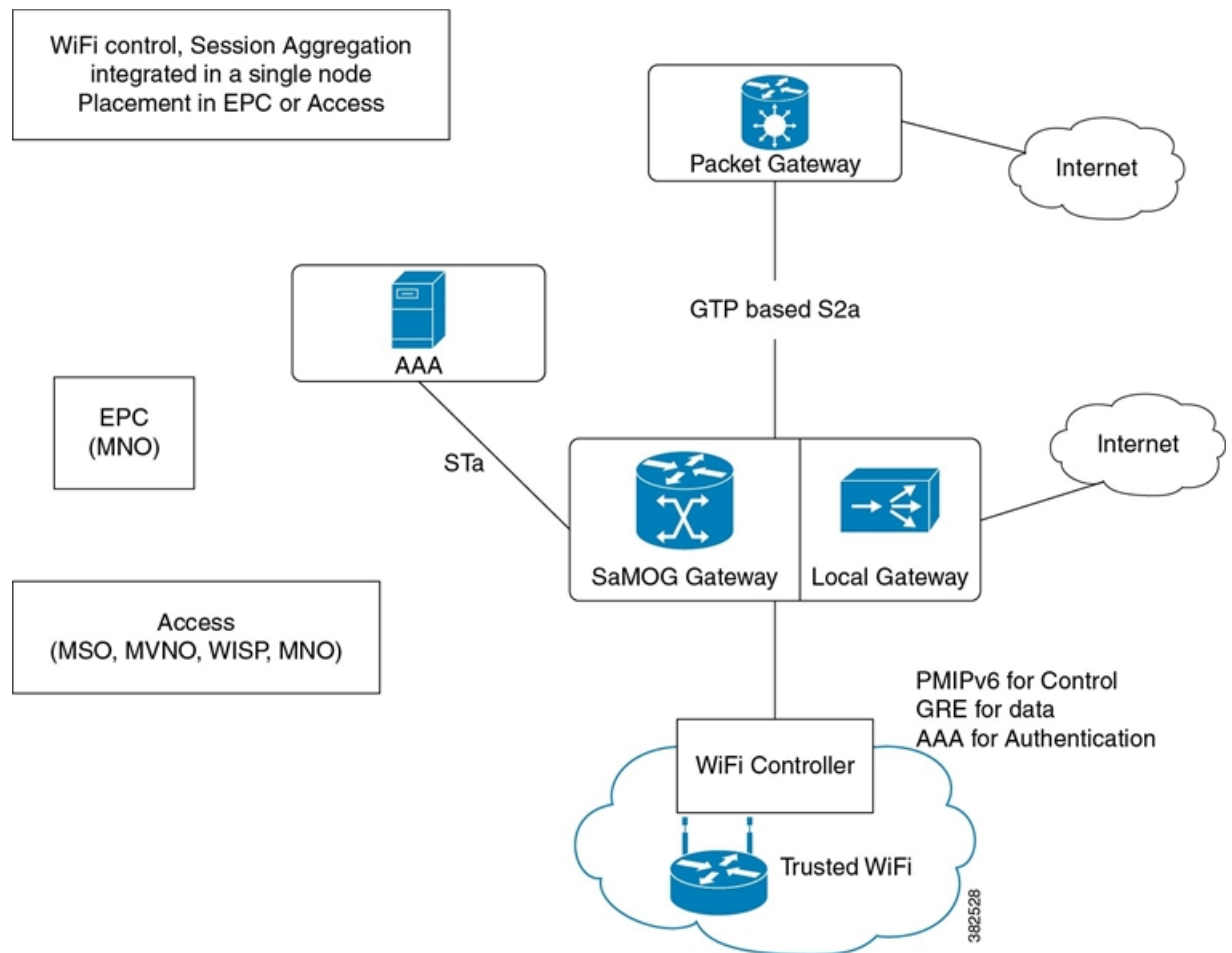 WiFi control, Session Aggregation
integrated in a single node
Placement in EPC or Access
Packet Gateway
Internet
GTP based S2a
AAA
EPC
(MNO)
STa
Internet
SaMOG Gateway
Local Gateway
Access
(MSO, MVNO, WISP, MNO)
PMIPv6 for Control
GRE for data
AAA for Authentication
WiFi Controller
Trusted WiFi
382528